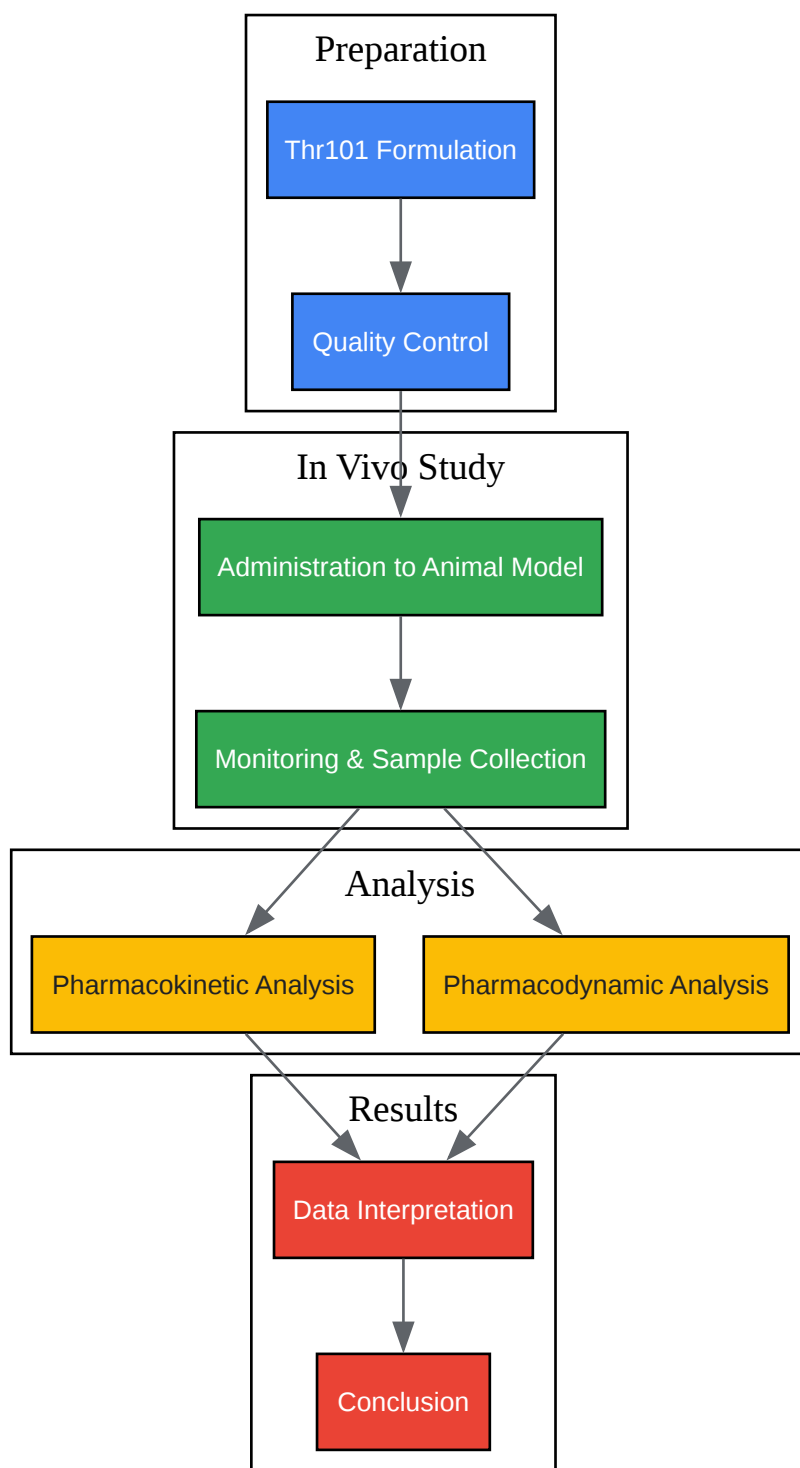 Preparation
Thr101 Formulation
Quality Control
In Vivo Study
Administration to Animal Model
Monitoring & Sample Collection
Analysis
Pharmacokinetic Analysis
Pharmacodynamic Analysis
Results
Data Interpretation
Conclusion